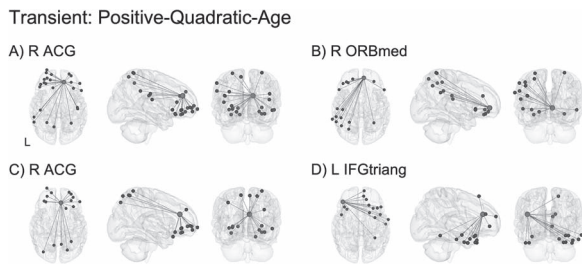 Transient: Positive-Quadratic-Age
A) R ACG
B) R ORBmed
L
C) R ACG
D) L IFGtriang